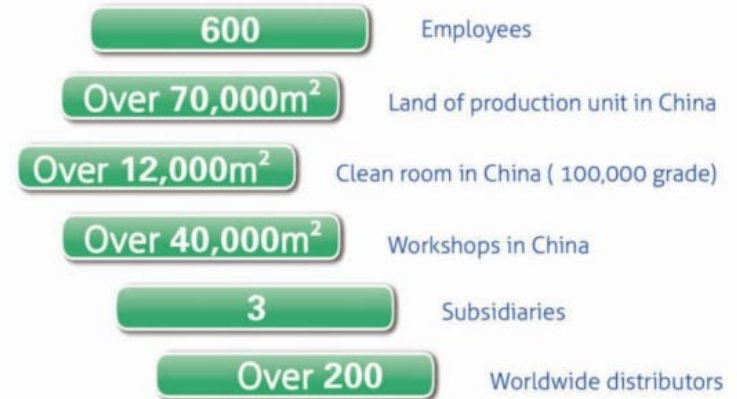 600 Employees
Over 70,000m² Land of production unit in China
Over 12,000m² Clean room in China ( 100,000 grade)
Over 40,000m² Workshops in China
3 Subsidiaries
Over 200 Worldwide distributors